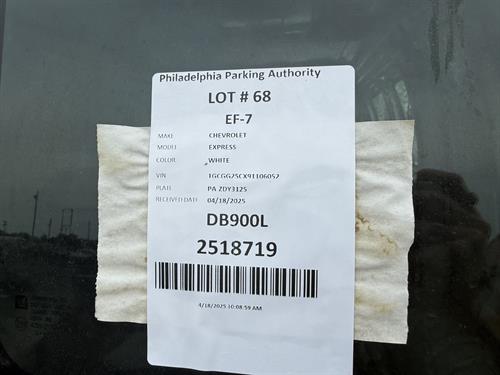 Philadelphia Parking Authority
LOT # 68
EF-7
MAKE CHEVROLET
MODEL EXPRESS
COLOR WHITE
VIN 1GCGG25CX91106052
PLATE PA ZDY3125
RECEIVED DATE 04/18/2025
DB900L
2518719
4/18/2025 10:08:59 AM